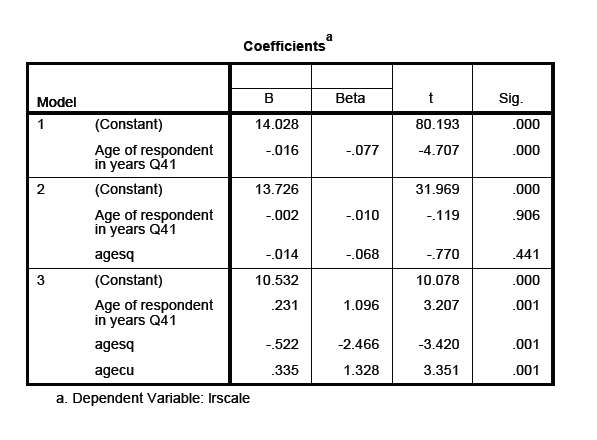 Coefficients a
Model B Beta t Sig.
1 (Constant) 14.028 80.193 .000
Age of respondent in years Q41 -.016 -.077 -4.707 .000
2 (Constant) 13.726 31.969 .000
Age of respondent in years Q41 -.002 -.010 -.119 .906
agesq -.014 -.068 -.770 .441
3 (Constant) 10.532 10.078 .000
Age of respondent in years Q41 .231 1.096 3.207 .001
agesq -.522 -2.466 -3.420 .001
agecu .335 1.328 3.351 .001
a. Dependent Variable: lrscale